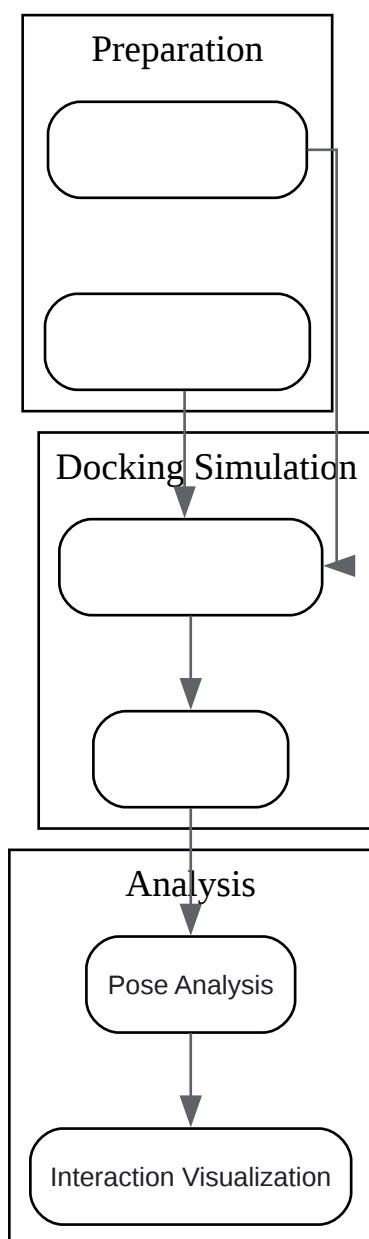 Preparation
Docking Simulation
Analysis
Pose Analysis
Interaction Visualization